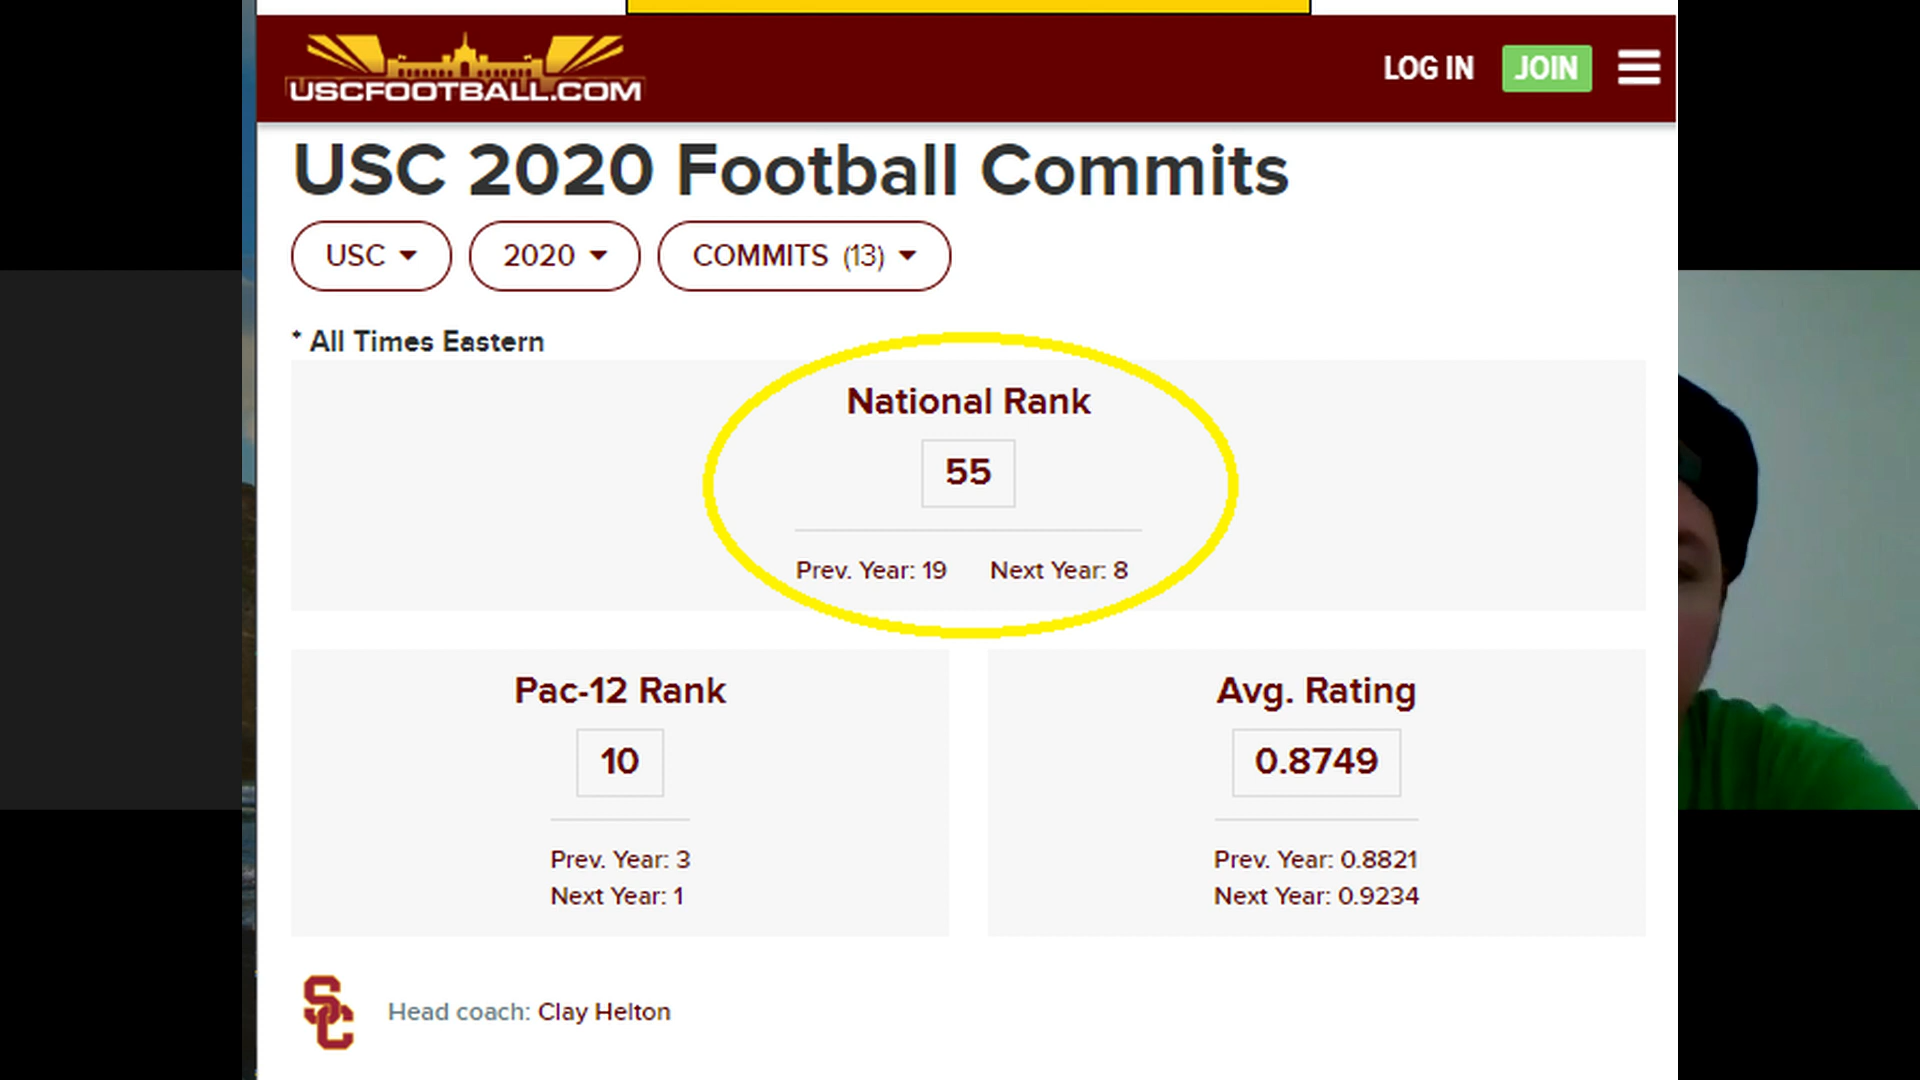 USCFOOTBALL.COM
LOG IN
JOIN
USC 2020 Football Commits
USC
2020
COMMITS (13)
* All Times Eastern
National Rank
55
Prev. Year: 19 Next Year: 8
Pac-12 Rank
10
Prev. Year: 3
Next Year: 1
Avg. Rating
0.8749
Prev. Year: 0.8821
Next Year: 0.9234
SC
Head coach: Clay Helton